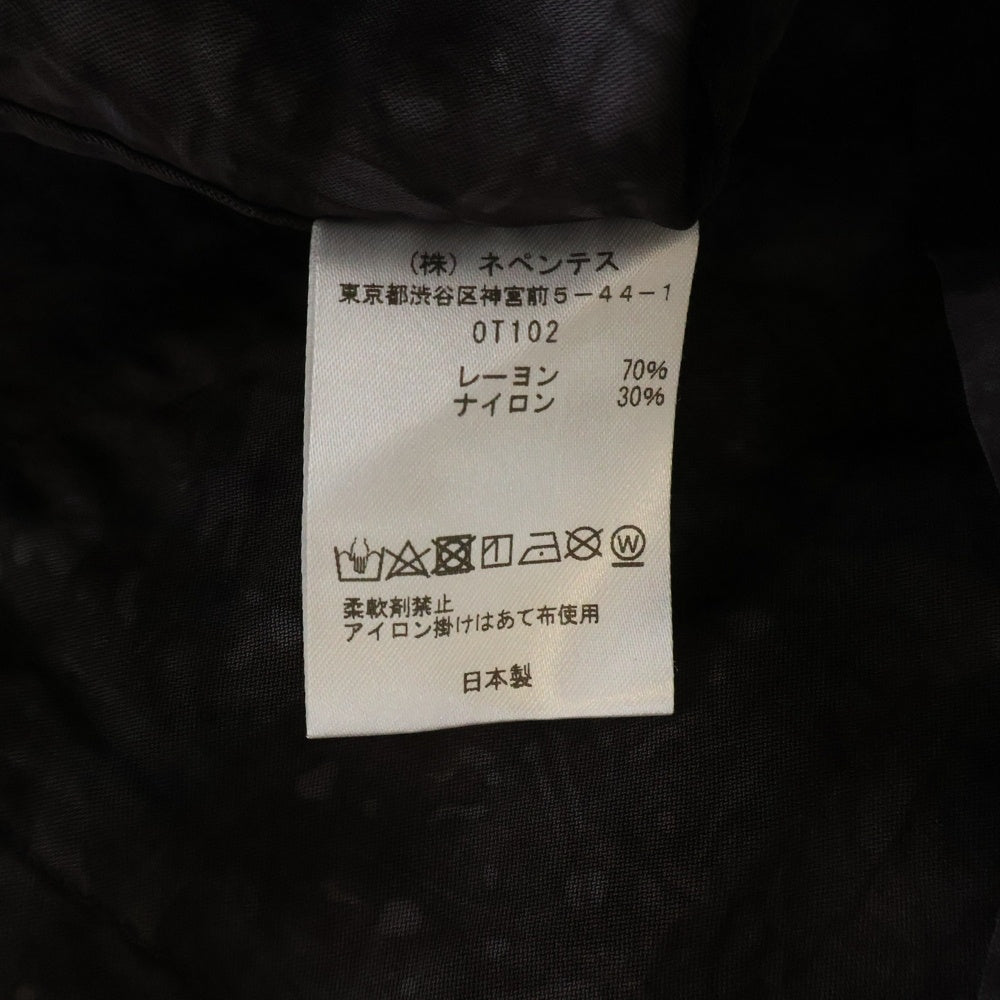 (株) ネペンテス
東京都渋谷区神宮前5-44-1
OT102
レーヨン 70%
ナイロン 30%
W
柔軟剤禁止
アイロン掛けはあて布使用
日本製